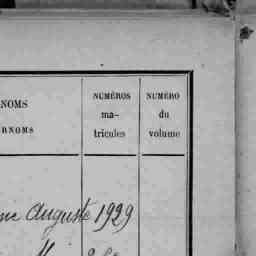 NOMS
RNOMS
NUMÉROS
ma-
tricules
NUMÉRO
du
volume
Auguste 1929